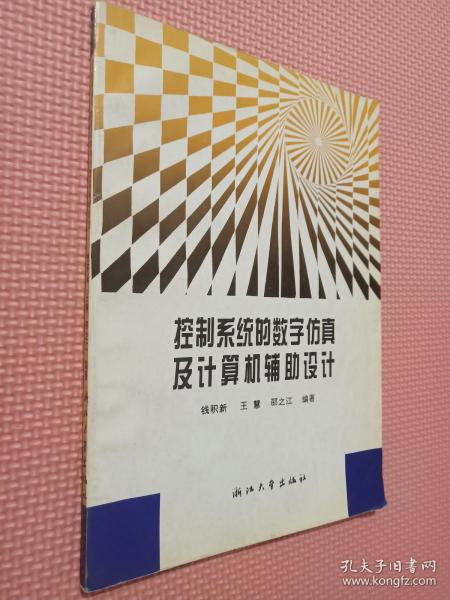 控制系统的数字仿真
及计算机辅助设计
钱积新 王慧 邵之江 编著
浙江大学出版社
孔夫子旧书网
www.kongfz.com